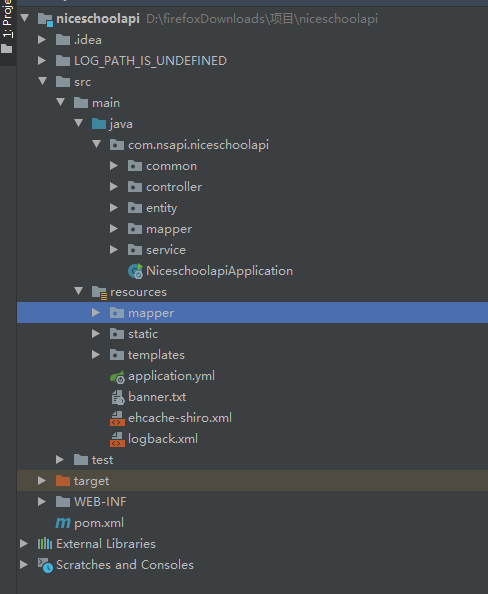 1: Proje
niceschoolapi D:\firefoxDownloads\项目\niceschoolapi
.idea
LOG_PATH_IS_UNDEFINED
src
main
java
com.nsapi.niceschoolapi
common
controller
entity
mapper
service
NiceschoolapiApplication
resources
mapper
static
templates
application.yml
banner.txt
ehcache-shiro.xml
logback.xml
test
target
WEB-INF
pom.xml
External Libraries
Scratches and Consoles